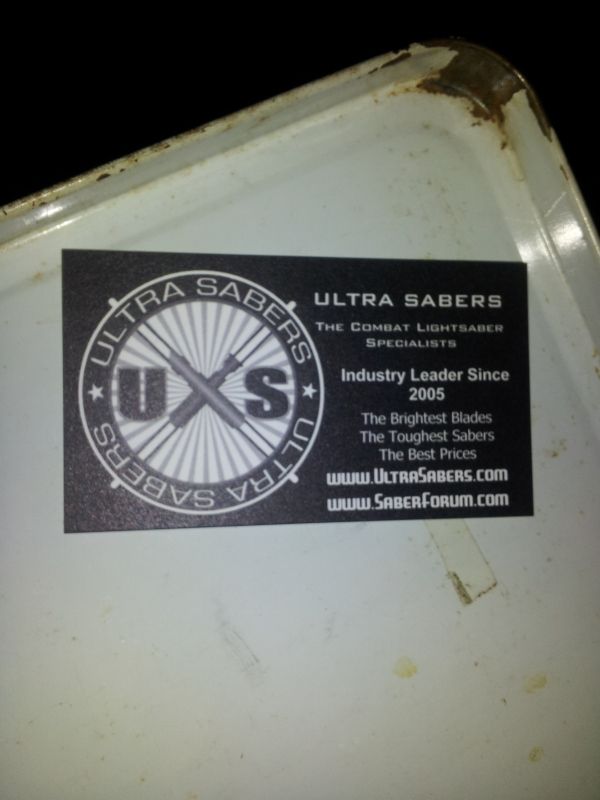 ULTRA SABERS
U S
ULTRA SABERS
ULTRA SABERS
THE COMBAT LIGHTSABER
SPECIALISTS
Industry Leader Since
2005
The Brightest Blades
The Toughest Sabers
The Best Prices
www.UltraSabers.com
www.SaberForum.com